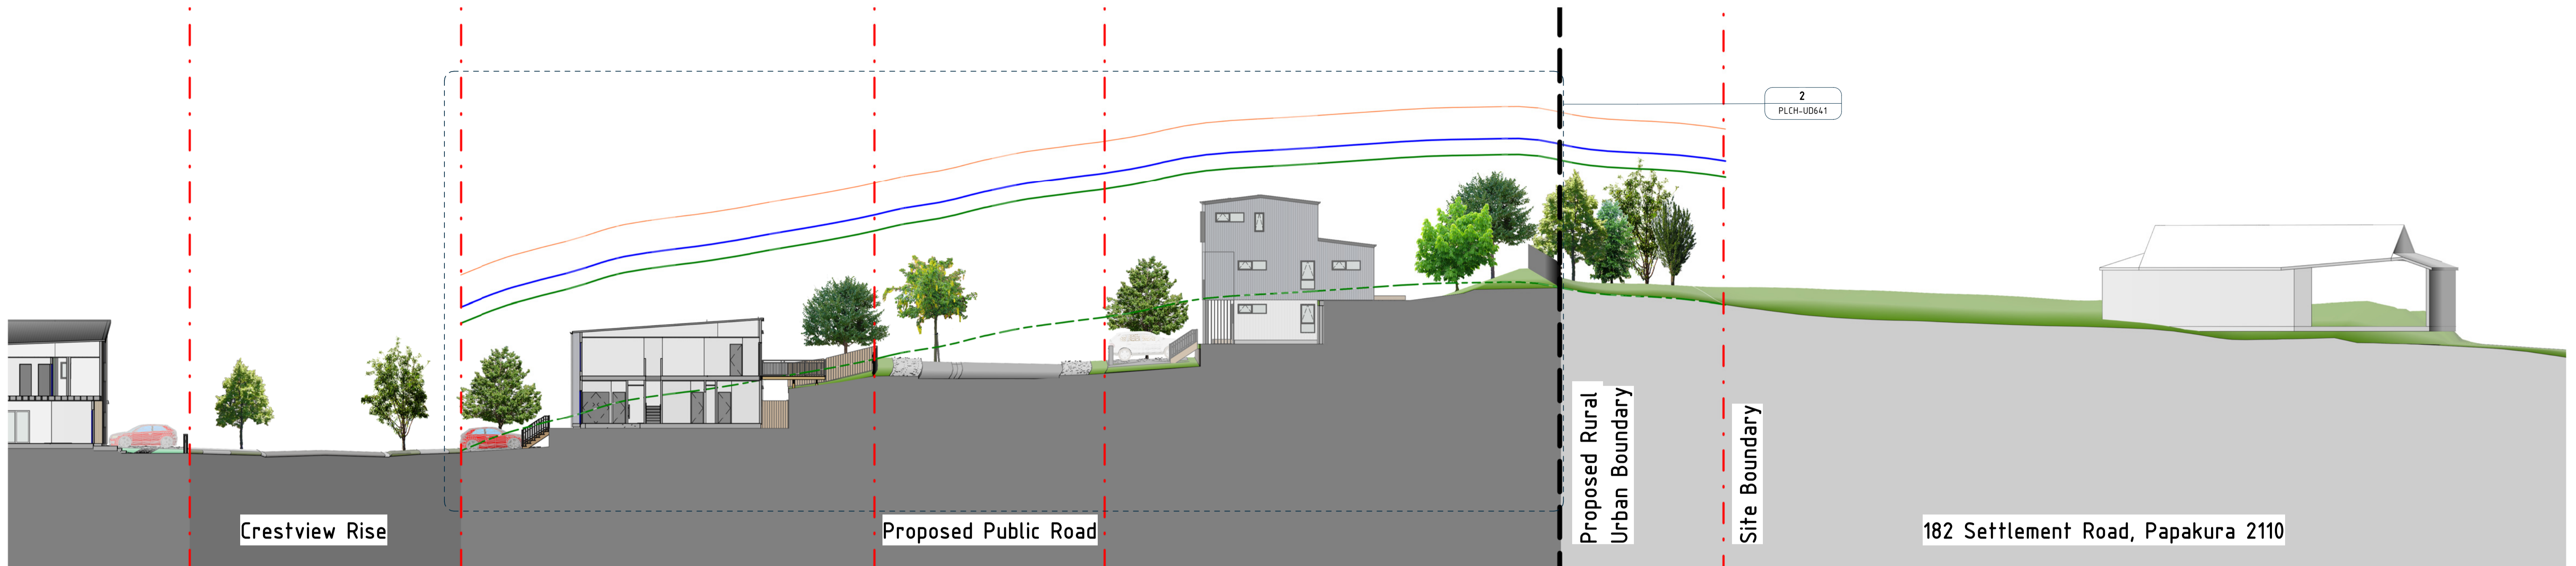 2
PLCH-UD641
Crestview Rise
Proposed Public Road
Proposed Rural
Urban Boundary
Site Boundary
182 Settlement Road, Papakura 2110